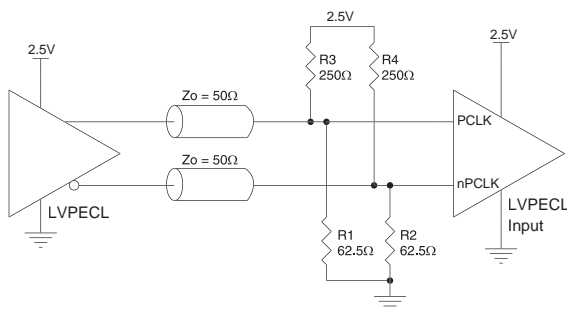 2.5V
2.5V
2.5V
R3
250Ω
R4
250Ω
Zo = 50Ω
PCLK
Zo = 50Ω
nPCLK
LVPECL
LVPECL
Input
R1
62.5Ω
R2
62.5Ω